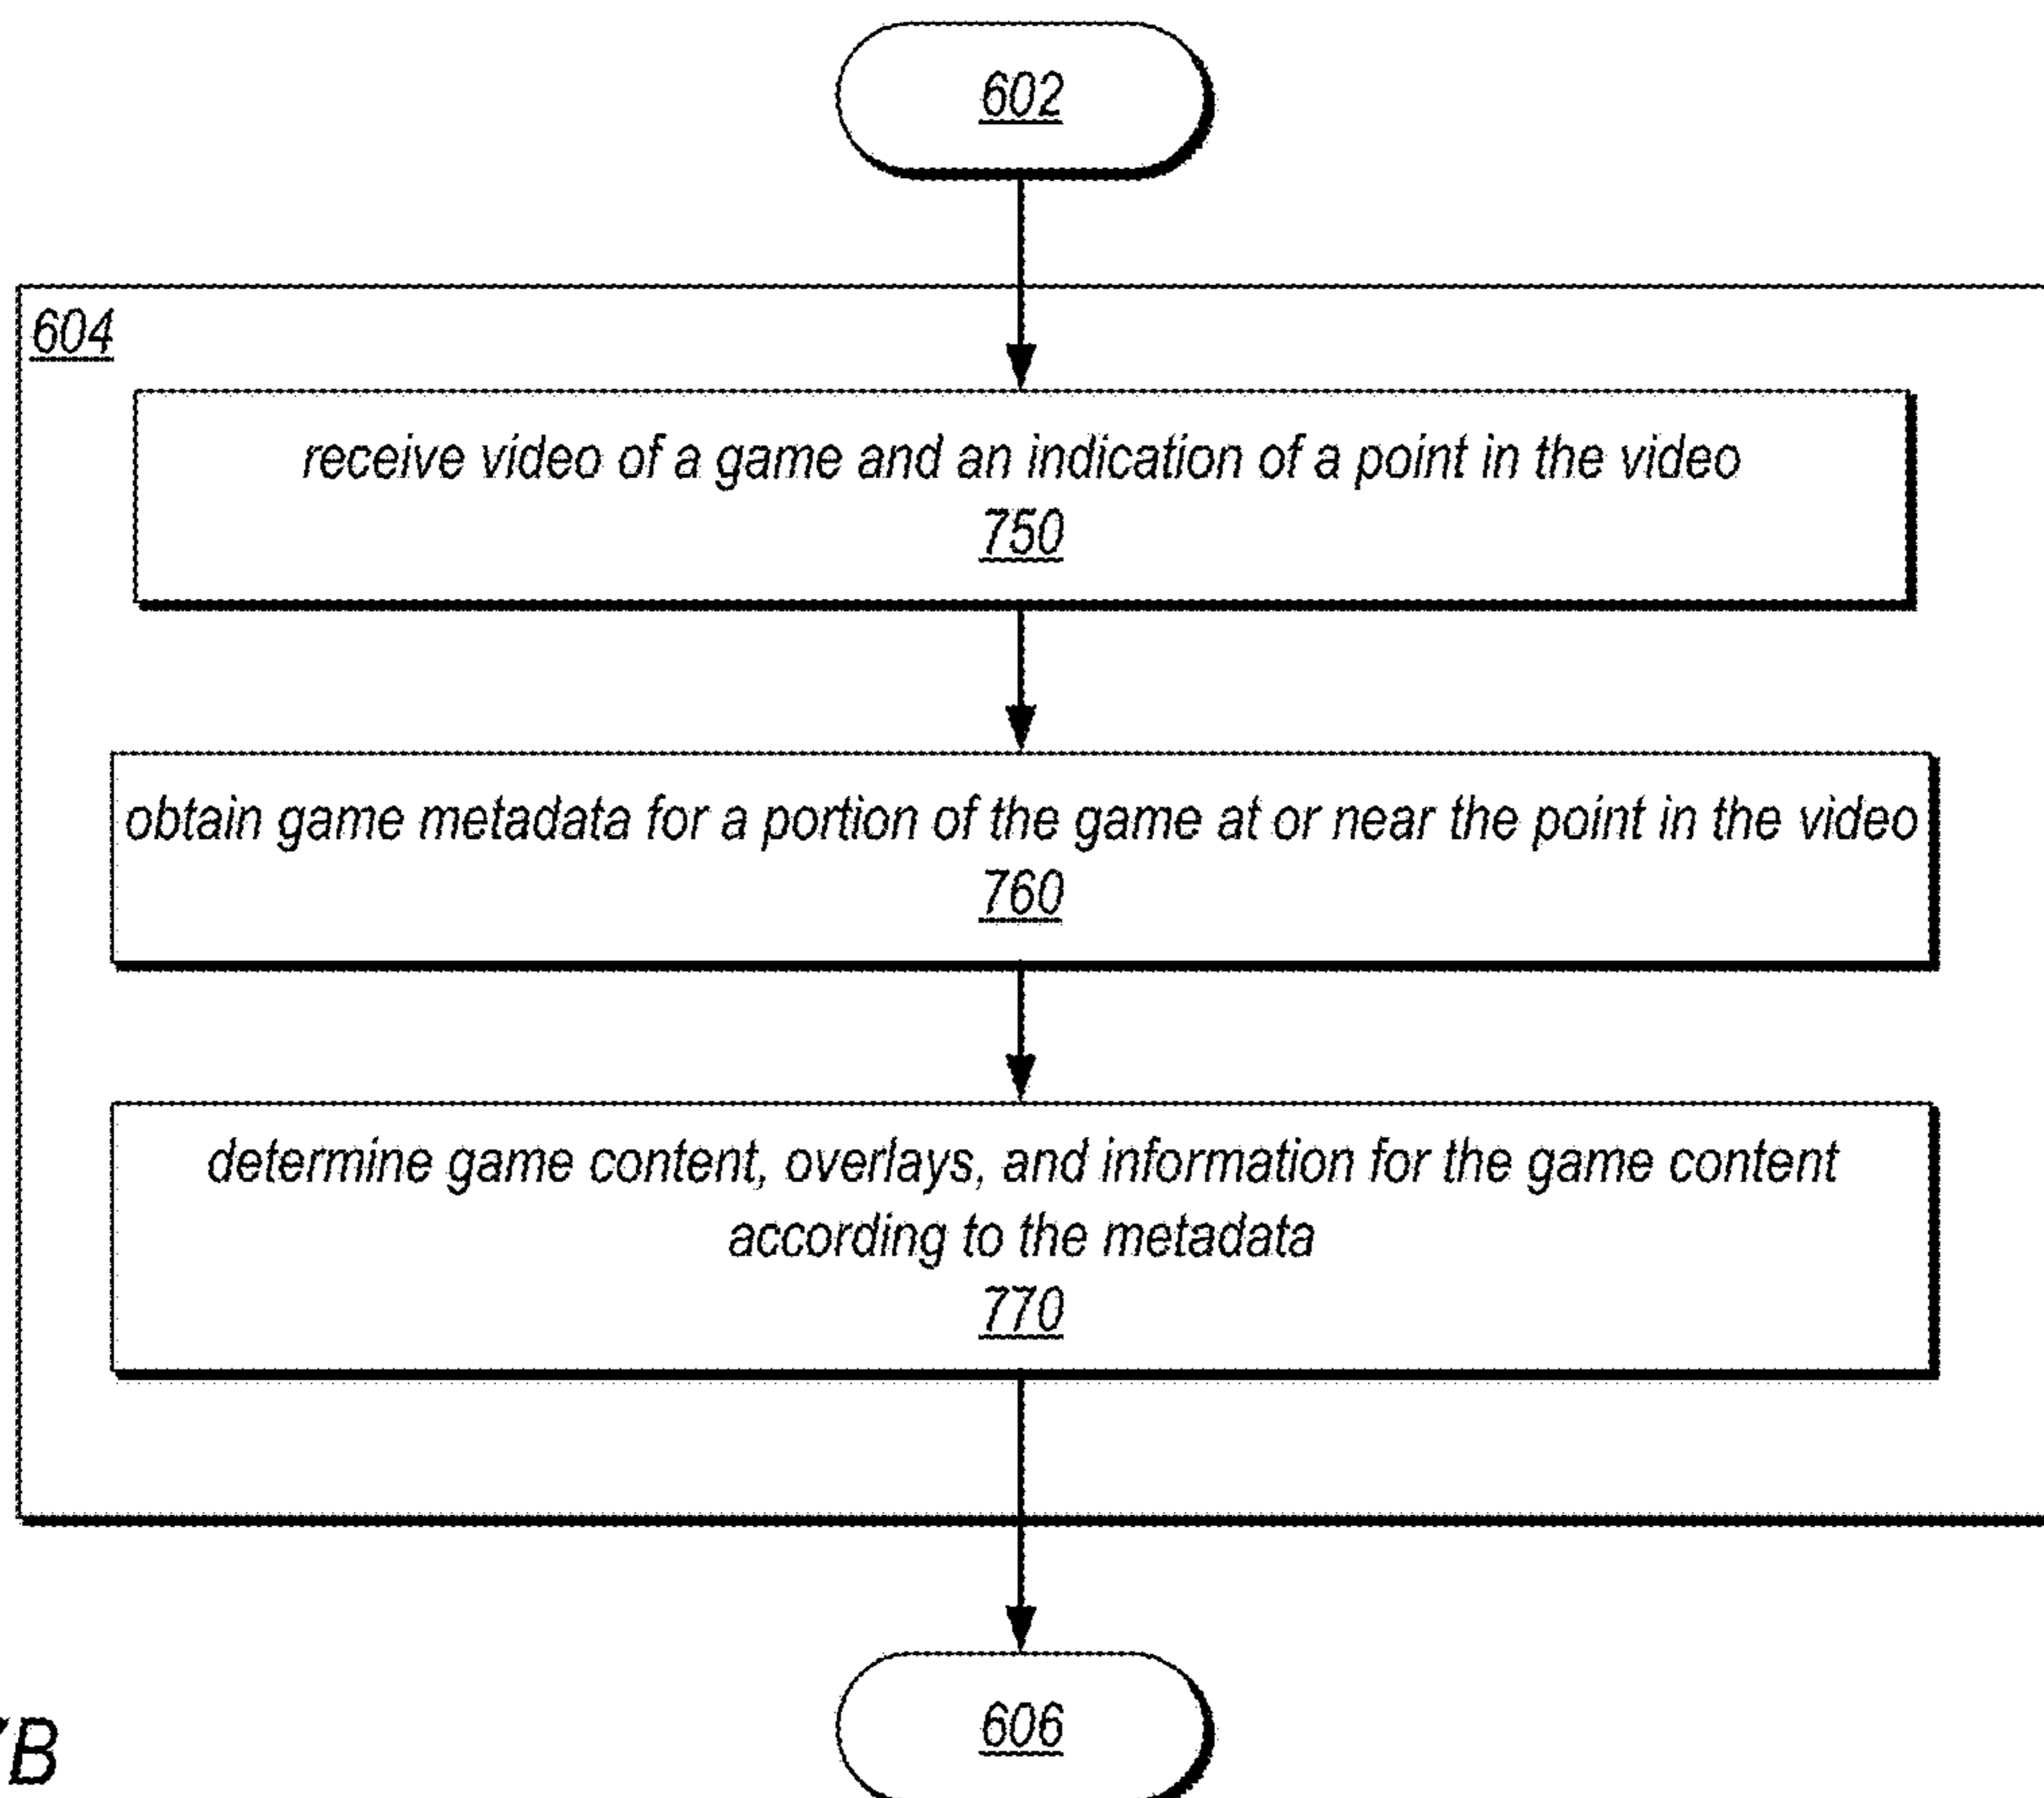 602
604
receive video of a game and an indication of a point in the video
750
obtain game metadata for a portion of the game at or near the point in the video
760
determine game content, overlays, and information for the game content
according to the metadata
770
606
B